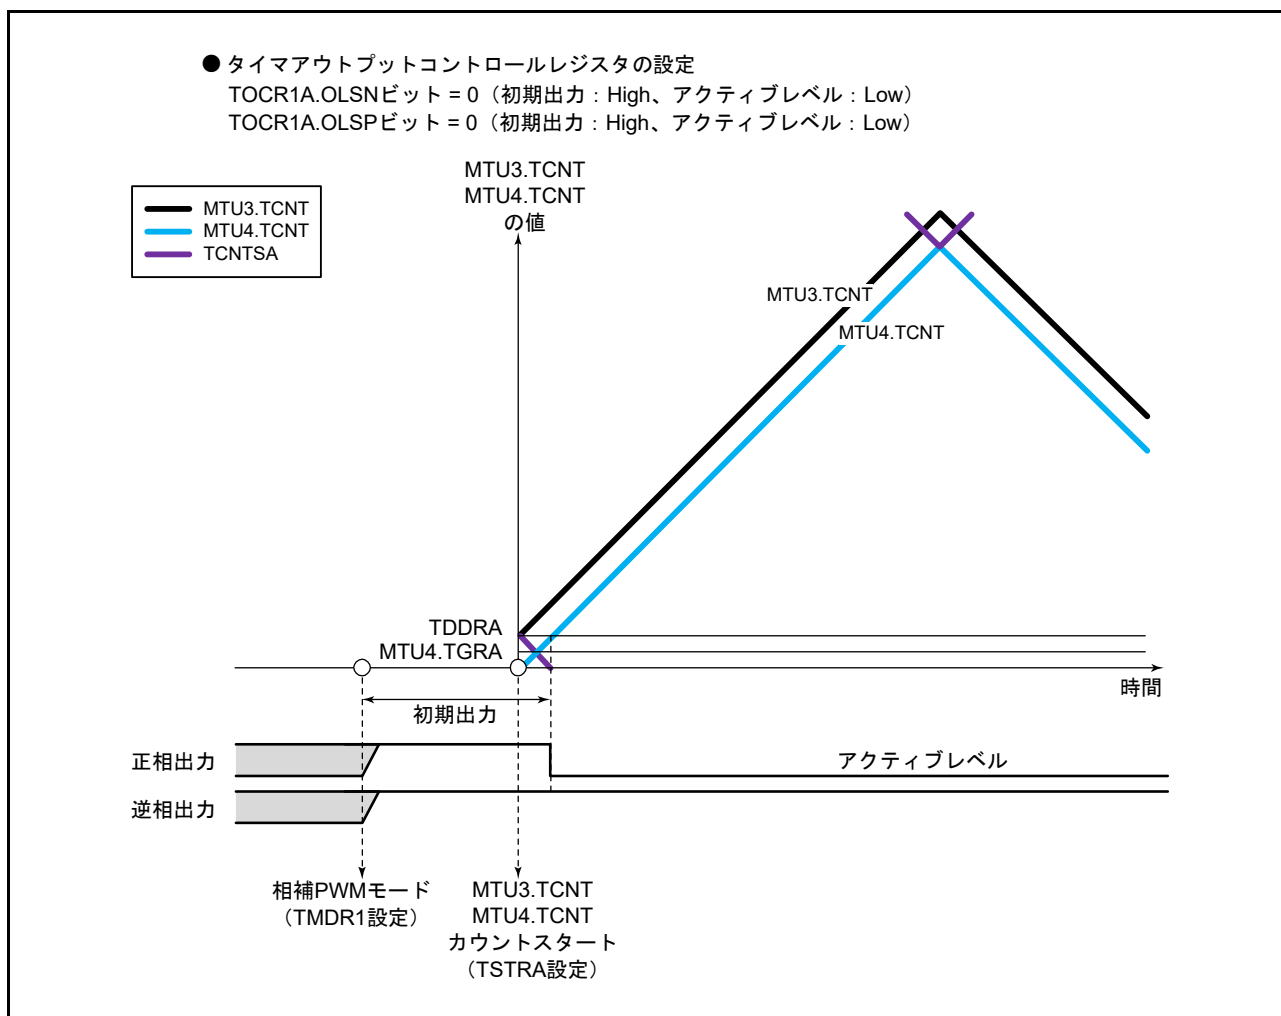 ● タイマアウトプットコントロールレジスタの設定
TOCR1A.OLSNビット = 0（初期出力：High、アクティブレベル：Low）
TOCR1A.OLSPビット = 0（初期出力：High、アクティブレベル：Low）
MTU3.TCNT
MTU4.TCNT
の値
MTU3.TCNT
MTU4.TCNT
TCNTSA
MTU3.TCNT
MTU4.TCNT
TDDRA
MTU4.TGRA
時間
初期出力
正相出力
アクティブレベル
逆相出力
相補PWMモード
（TMDR1設定）
MTU3.TCNT
MTU4.TCNT
カウントスタート
（TSTRA設定）